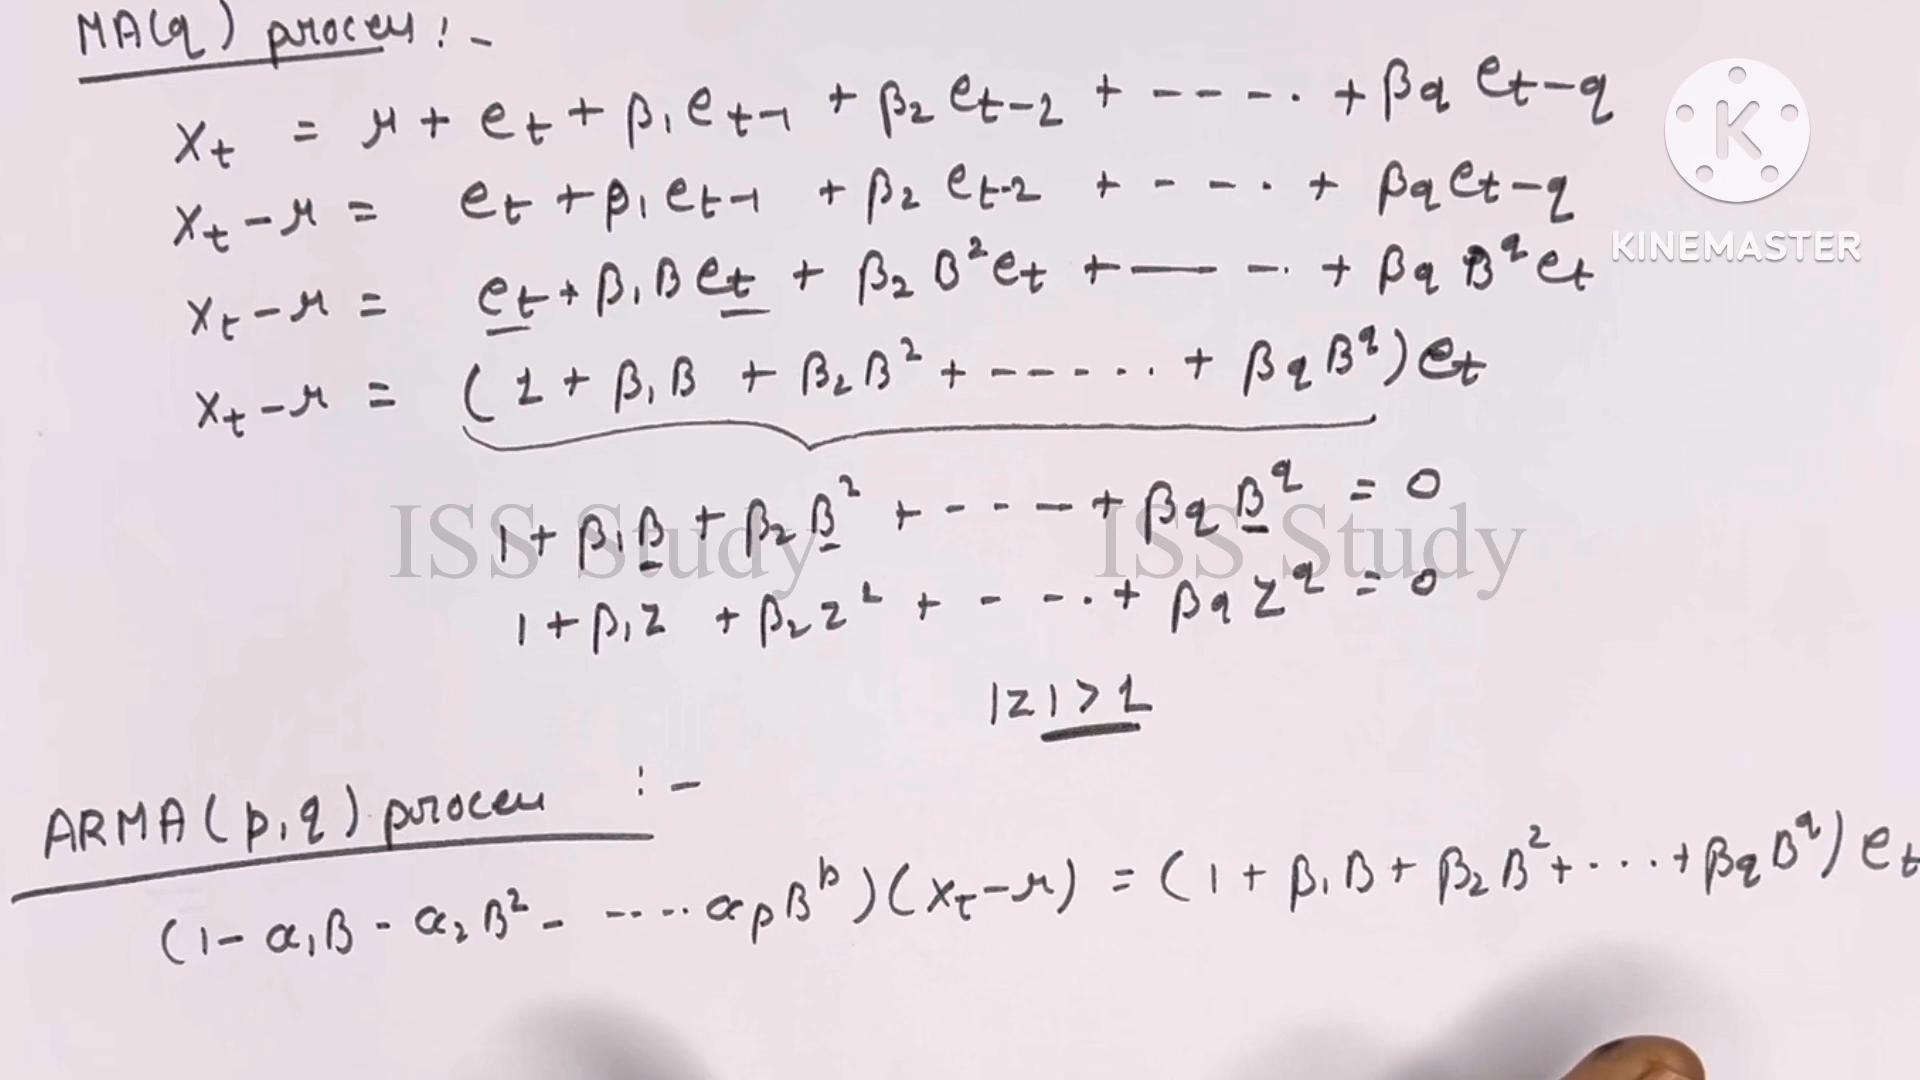 MA(q) process :-
Xt = μ + et + β1 et-1 + β2 et-2 + ----. + βq et-q
Xt - μ = et + β1 et-1 + β2 et-2 + ---. + βq et-q
KINEMASTER
Xt - μ = et + β1 B et + β2 B² et + — -. + βq B^q et
Xt - μ = (1 + β1 B + β2 B² + -----.. + βq B^q) et
1 + β1 B + β2 B² + ---- + βq B^q = 0
ISS Study ISS Study
1 + β1 z + β2 z² + - --. + βq z^q = 0
|z| > 1
ARMA(p,q) process :-
(1 - α1 B - α2 B² - ---.. αp B^p)(Xt - μ) = (1 + β1 B + β2 B² + ... + βq B^q) et